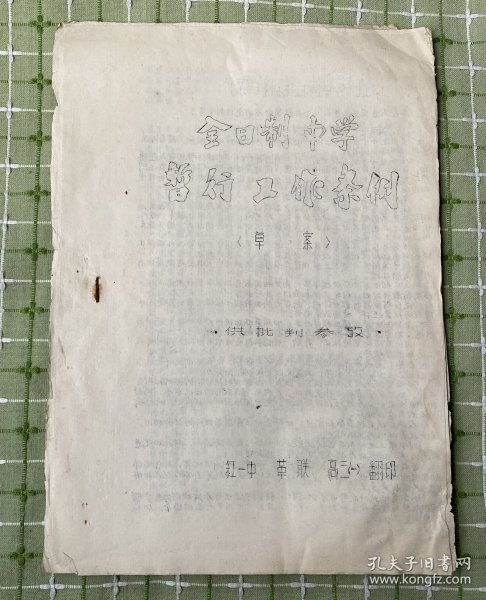 全日制中学
暂行工作条例
〈草案〉
·供批判参攷·
红一中 革联 高三(一) 翻印
孔夫子旧书网
www.kongfz.com